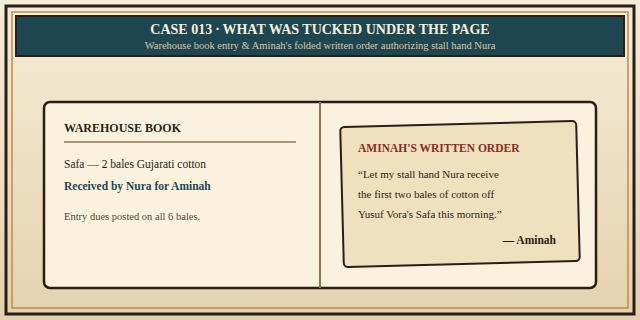 CASE 013 · WHAT WAS TUCKED UNDER THE PAGE
Warehouse book entry & Aminah's folded written order authorizing stall hand Nura
WAREHOUSE BOOK
Safa — 2 bales Gujarati cotton
Received by Nura for Aminah
Entry dues posted on all 6 bales.
AMINAH'S WRITTEN ORDER
“Let my stall hand Nura receive
the first two bales of cotton off
Yusuf Vora's Safa this morning.”
— Aminah